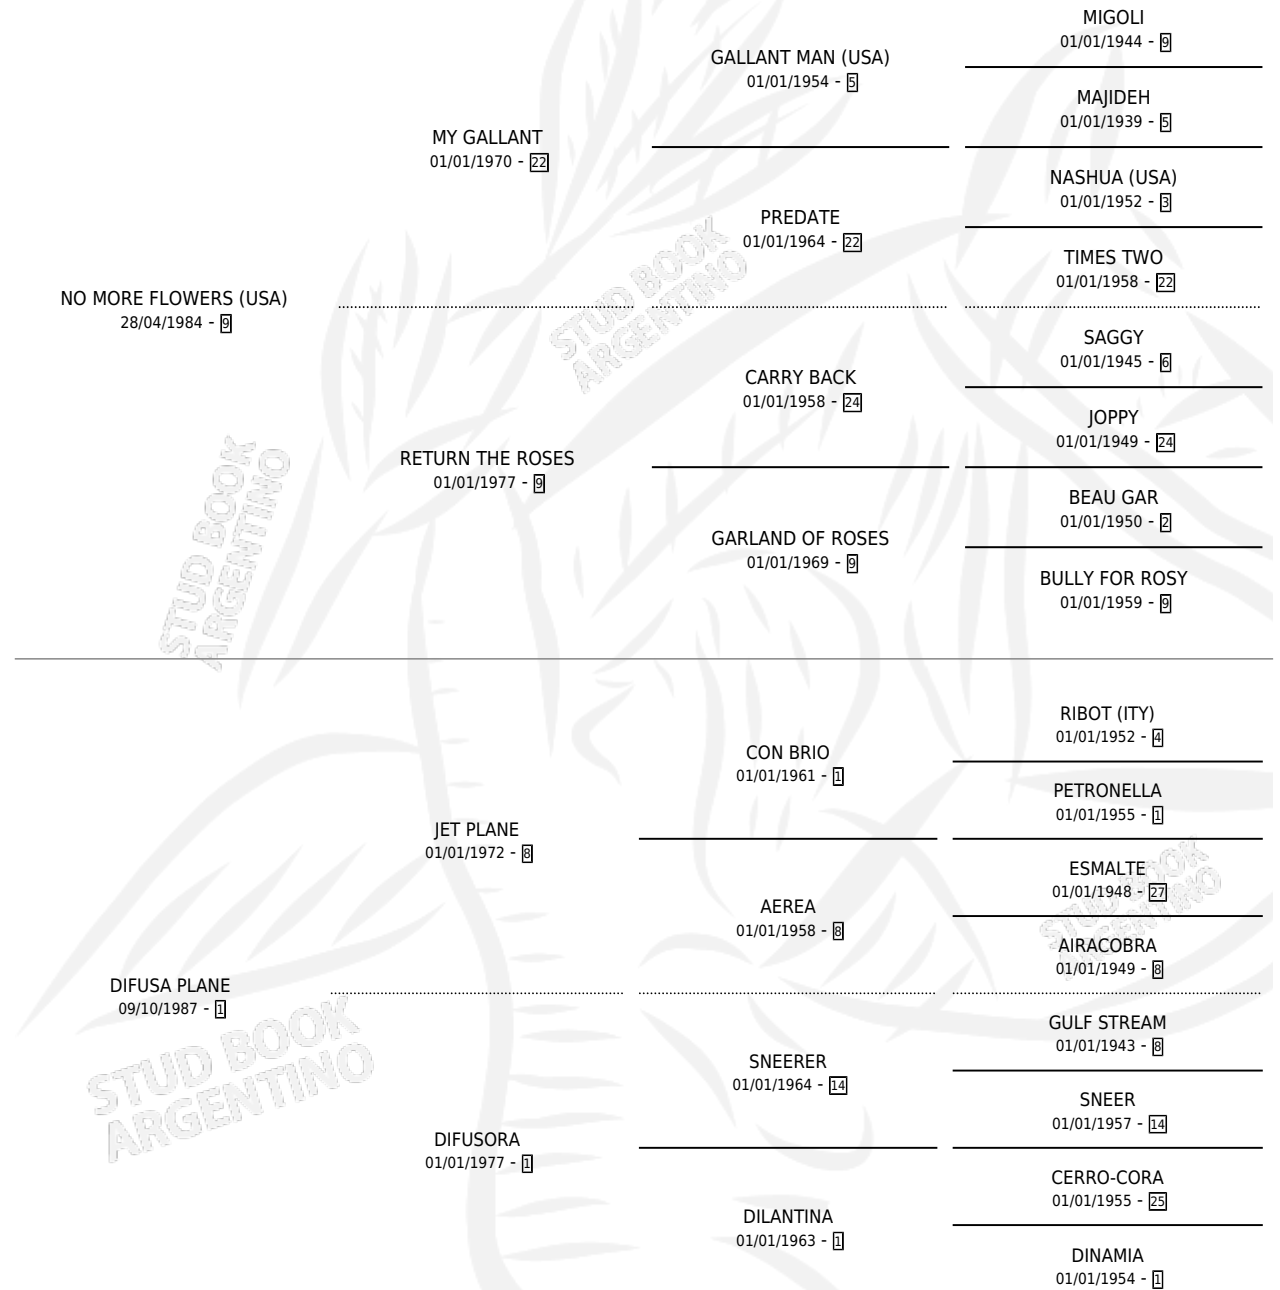 MIGOLI
01/01/1944 - 9
GALLANT MAN (USA)
01/01/1954 - 5
MAJIDEH
01/01/1939 - 5
MY GALLANT
01/01/1970 - 22
NASHUA (USA)
01/01/1952 - 3
PREDATE
01/01/1964 - 22
TIMES TWO
01/01/1958 - 22
NO MORE FLOWERS (USA)
28/04/1984 - 9
SAGGY
01/01/1945 - 6
CARRY BACK
01/01/1958 - 24
JOPPY
01/01/1949 - 24
RETURN THE ROSES
01/01/1977 - 9
BEAU GAR
01/01/1950 - 2
GARLAND OF ROSES
01/01/1969 - 9
BULLY FOR ROSY
01/01/1959 - 9
RIBOT (ITY)
01/01/1952 - 4
CON BRIO
01/01/1961 - 1
PETRONELLA
01/01/1955 - 1
JET PLANE
01/01/1972 - 8
ESMALTE
01/01/1948 - 27
AEREA
01/01/1958 - 8
AIRACOBRA
01/01/1949 - 8
DIFUSA PLANE
09/10/1987 - 1
GULF STREAM
01/01/1943 - 8
SNEERER
01/01/1964 - 14
SNEER
01/01/1957 - 14
DIFUSORA
01/01/1977 - 1
CERRO-CORA
01/01/1955 - 25
DILANTINA
01/01/1963 - 1
DINAMIA
01/01/1954 - 1
STUD BOOK
ARGENTINO
STUD BOOK
ARGENTINO
STUD BOOK
ARGENTINO
STUD BOOK
ARGENTINO